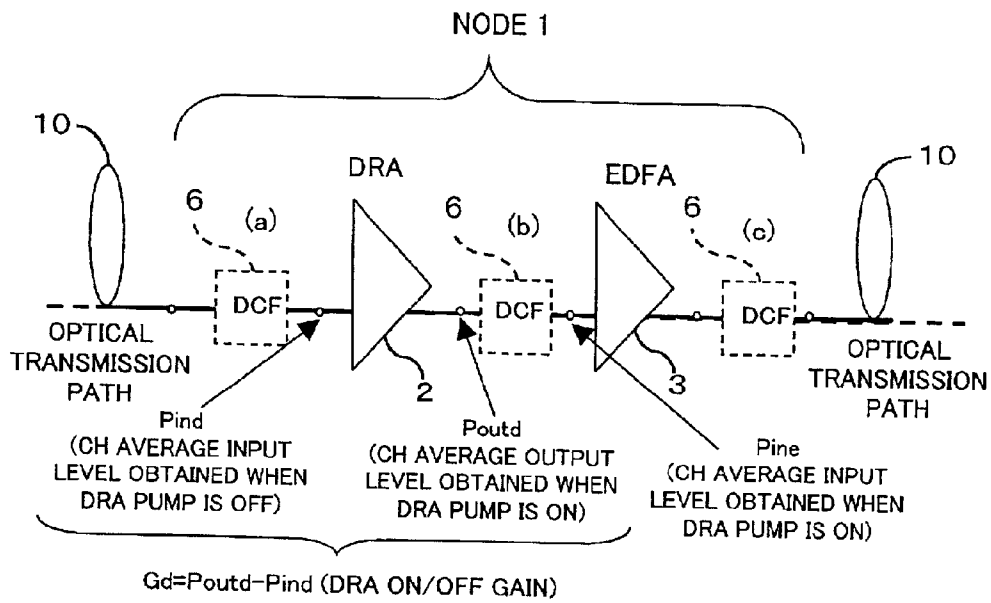 NODE 1
10
DRA
EDFA
10
6
(a)
6
(b)
6
(c)
DCF
DCF
DCF
OPTICAL
TRANSMISSION
PATH
2
3
OPTICAL
TRANSMISSION
PATH
Pind
(CH AVERAGE INPUT
LEVEL OBTAINED WHEN
DRA PUMP IS OFF)
Poutd
(CH AVERAGE OUTPUT
LEVEL OBTAINED WHEN
DRA PUMP IS ON)
Pine
(CH AVERAGE INPUT
LEVEL OBTAINED WHEN
DRA PUMP IS ON)
Gd=Poutd-Pind (DRA ON/OFF GAIN)